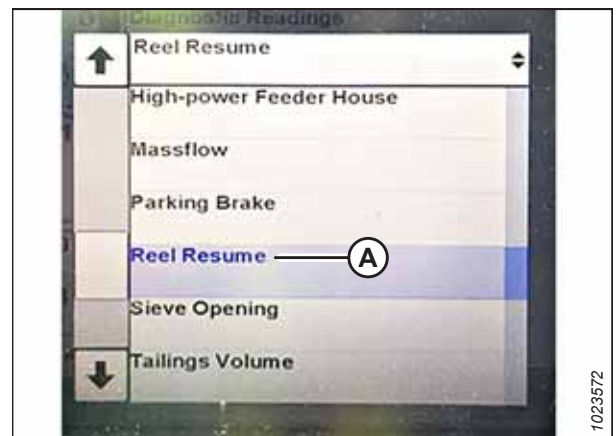 Diagnostic Readings
Reel Resume
High-power Feeder House
Massflow
Parking Brake
Reel Resume
A
Sieve Opening
Tailings Volume
1023572